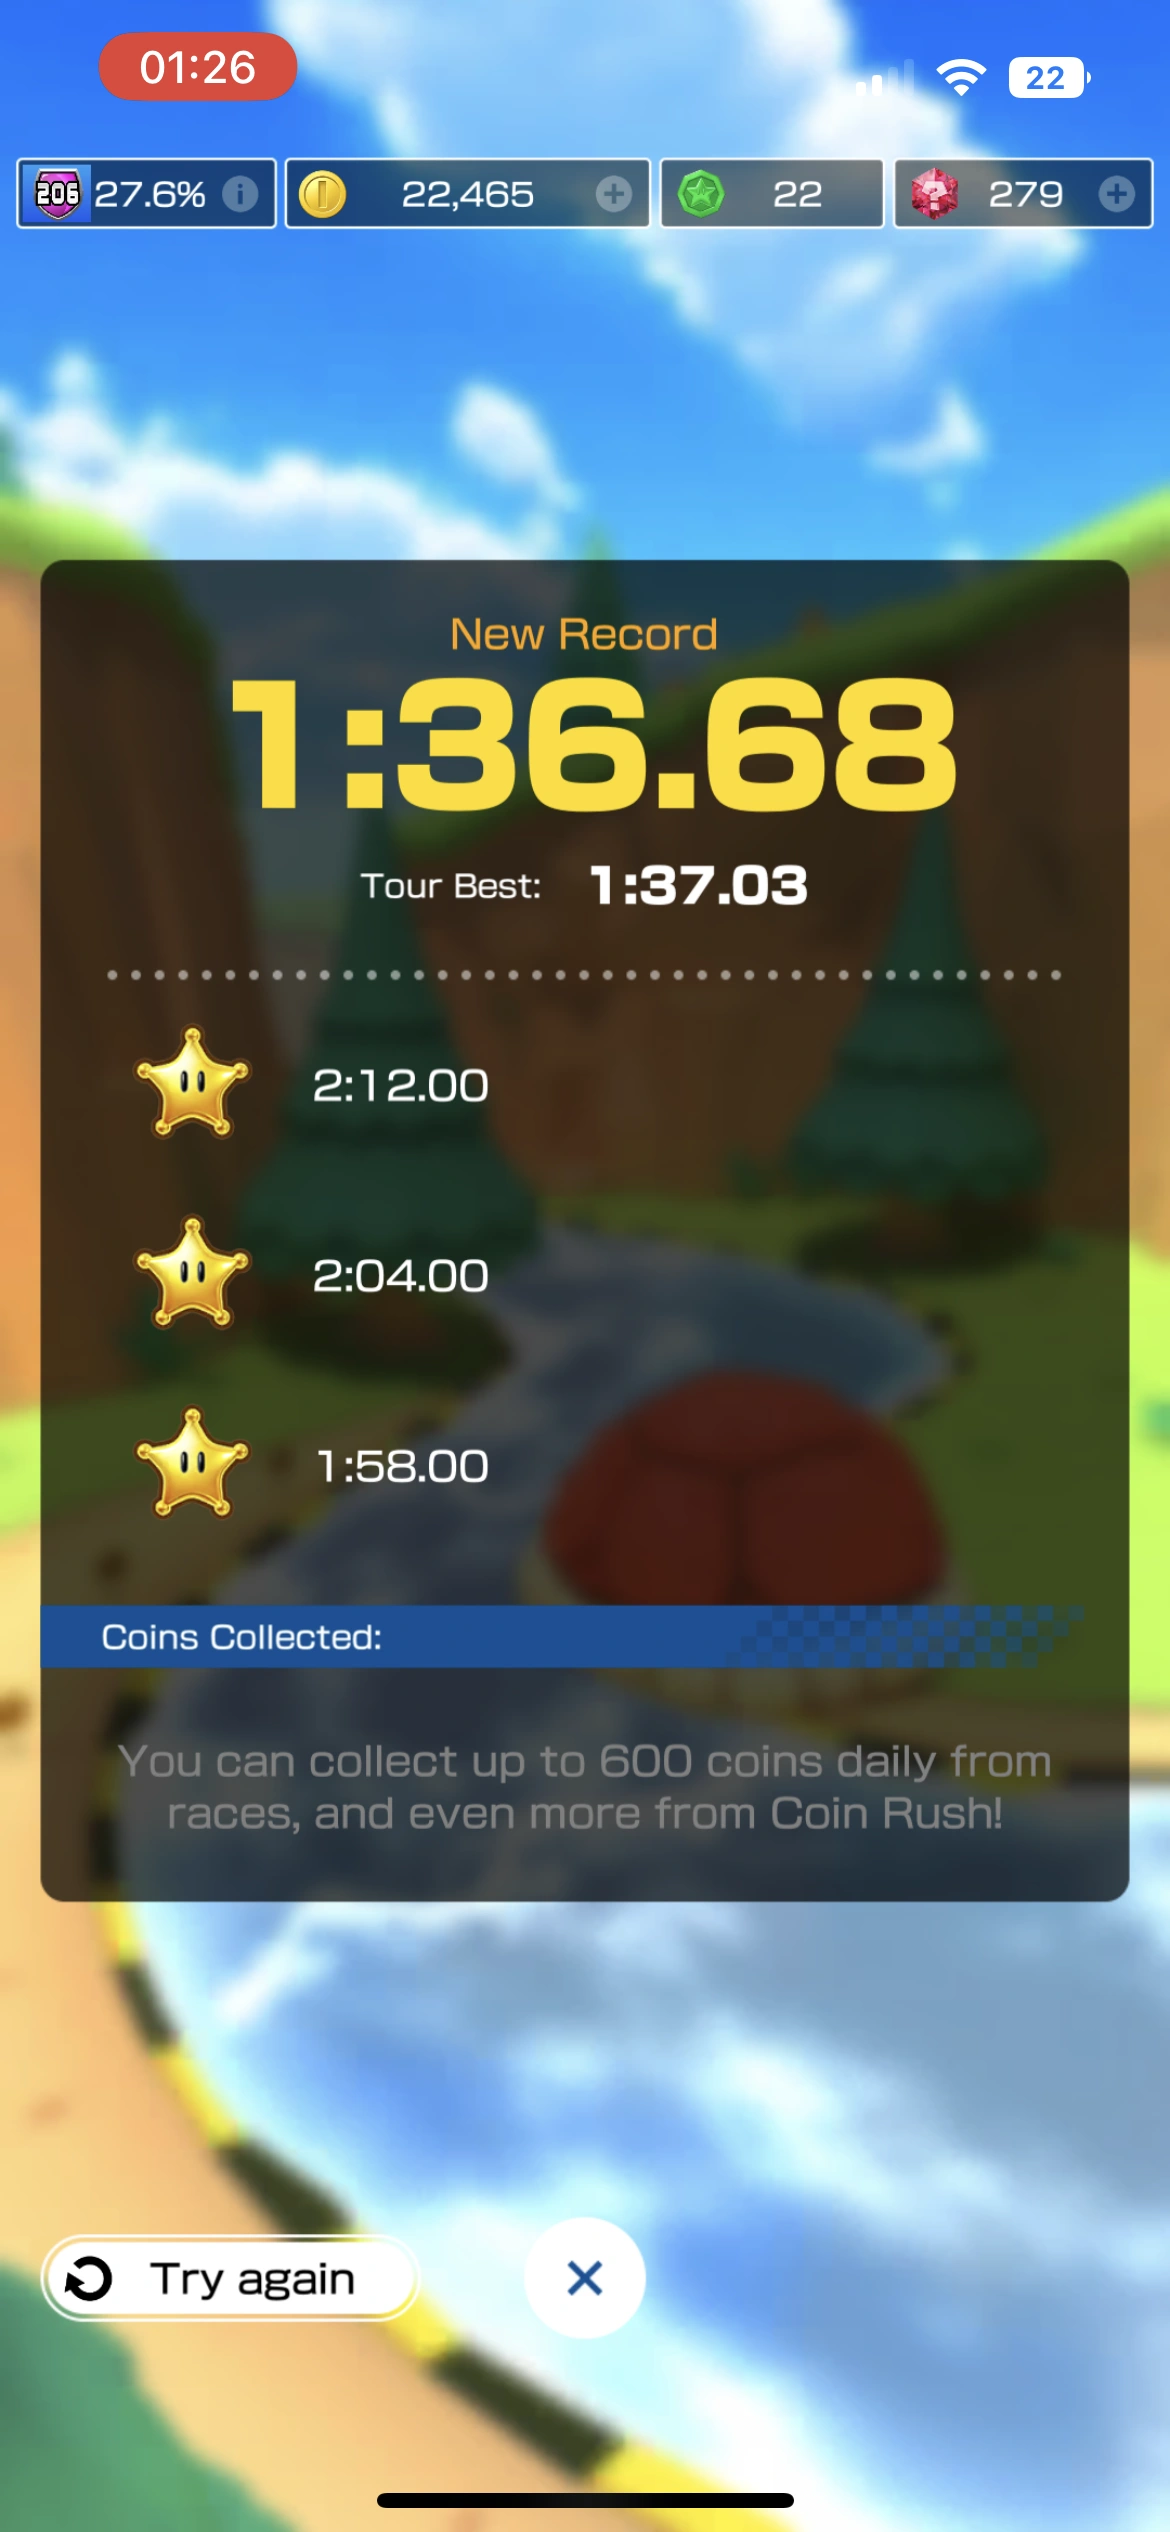 01:26
22
206 27.6% i 22,465 + 22 279 +
New Record
1:36.68
Tour Best: 1:37.03
2:12.00
2:04.00
1:58.00
Coins Collected:
You can collect up to 600 coins daily from
races, and even more from Coin Rush!
Try again